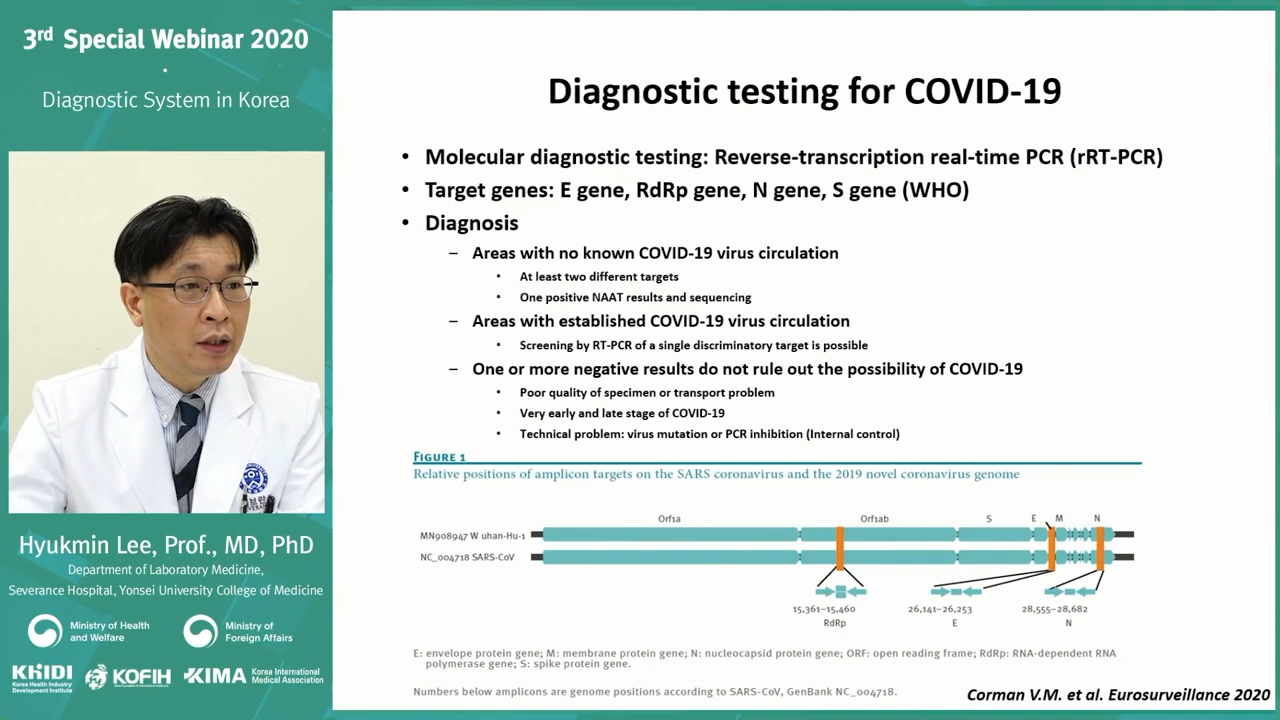 3rd Special Webinar 2020
Diagnostic System in Korea
Hyukmin Lee, Prof., MD, PhD
Department of Laboratory Medicine,
Severance Hospital, Yonsei University College of Medicine
Ministry of Health
and Welfare
Ministry of
Foreign Affairs
KHIDI
Korea Health Industry
Development Institute
KOFIH
KIMA
Korea International
Medical Association
Diagnostic testing for COVID-19
• Molecular diagnostic testing: Reverse-transcription real-time PCR (rRT-PCR)
• Target genes: E gene, RdRp gene, N gene, S gene (WHO)
• Diagnosis
– Areas with no known COVID-19 virus circulation
• At least two different targets
• One positive NAAT results and sequencing
– Areas with established COVID-19 virus circulation
• Screening by RT-PCR of a single discriminatory target is possible
– One or more negative results do not rule out the possibility of COVID-19
• Poor quality of specimen or transport problem
• Very early and late stage of COVID-19
• Technical problem: virus mutation or PCR inhibition (Internal control)
FIGURE 1
Relative positions of amplicon targets on the SARS coronavirus and the 2019 novel coronavirus genome
Orf1a Orf1ab S E M N
MN908947 W uhan-Hu-1
NC_004718 SARS-CoV
15,361–15,460 26,141–26,253 28,555–28,682
RdRp E N
E: envelope protein gene; M: membrane protein gene; N: nucleocapsid protein gene; ORF: open reading frame; RdRp: RNA-dependent RNA
polymerase gene; S: spike protein gene.
Numbers below amplicons are genome positions according to SARS-CoV, GenBank NC_004718.
Corman V.M. et al. Eurosurveillance 2020